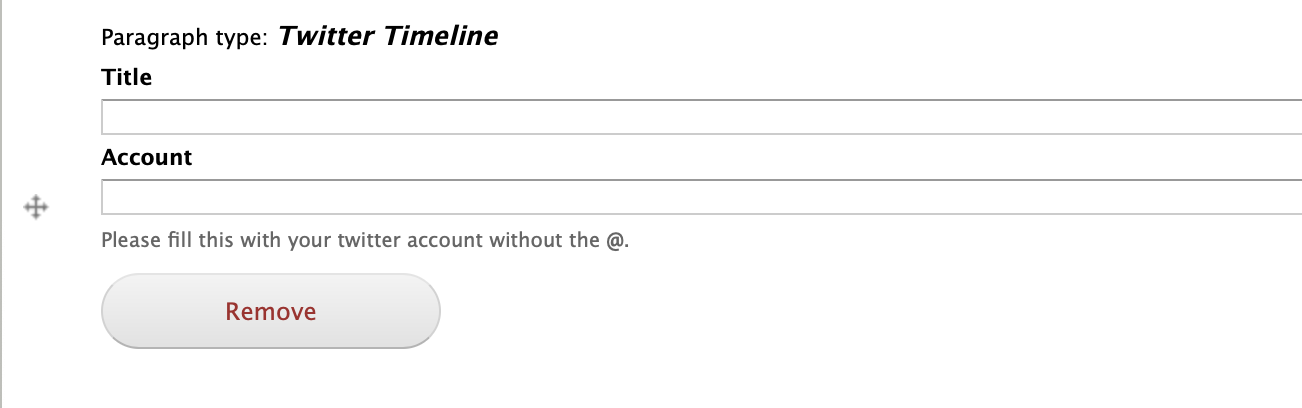 Paragraph type: Twitter Timeline
Title
Account
Please fill this with your twitter account without the @.
Remove